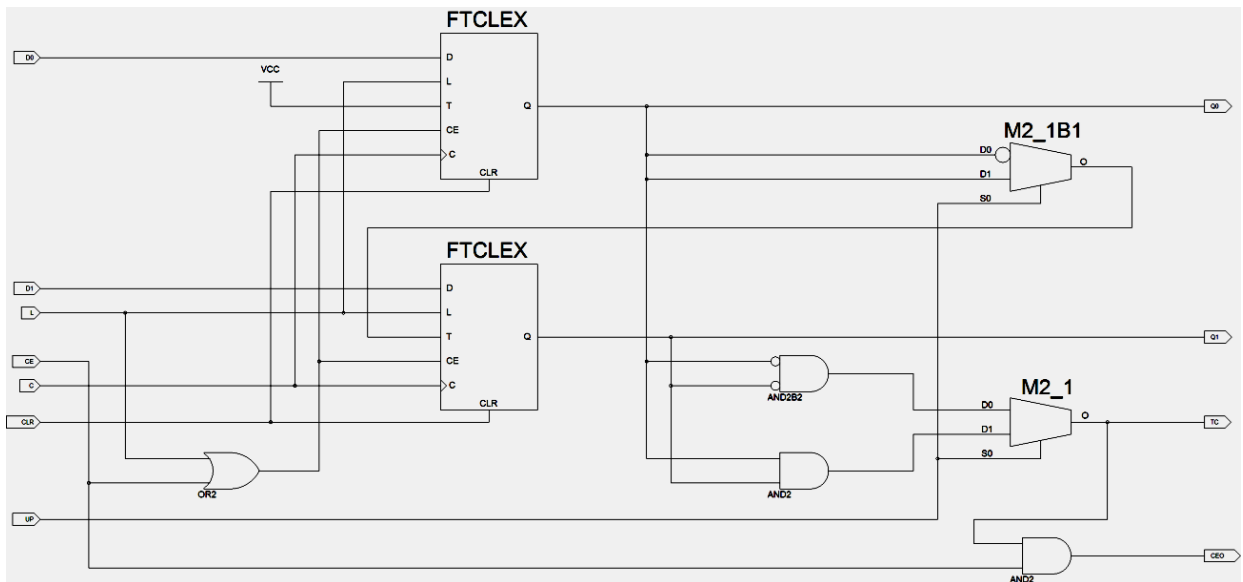 FTCLEX
D0
D
VCC
L
T
Q
Q0
CE
M2_1B1
C
D0
O
CLR
D1
S0
FTCLEX
D1
D
L
L
T
Q
Q1
CE
CE
C
C
M2_1
AND2B2
D0
CLR
CLR
O
TC
D1
S0
OR2
AND2
UP
CEO
AND2